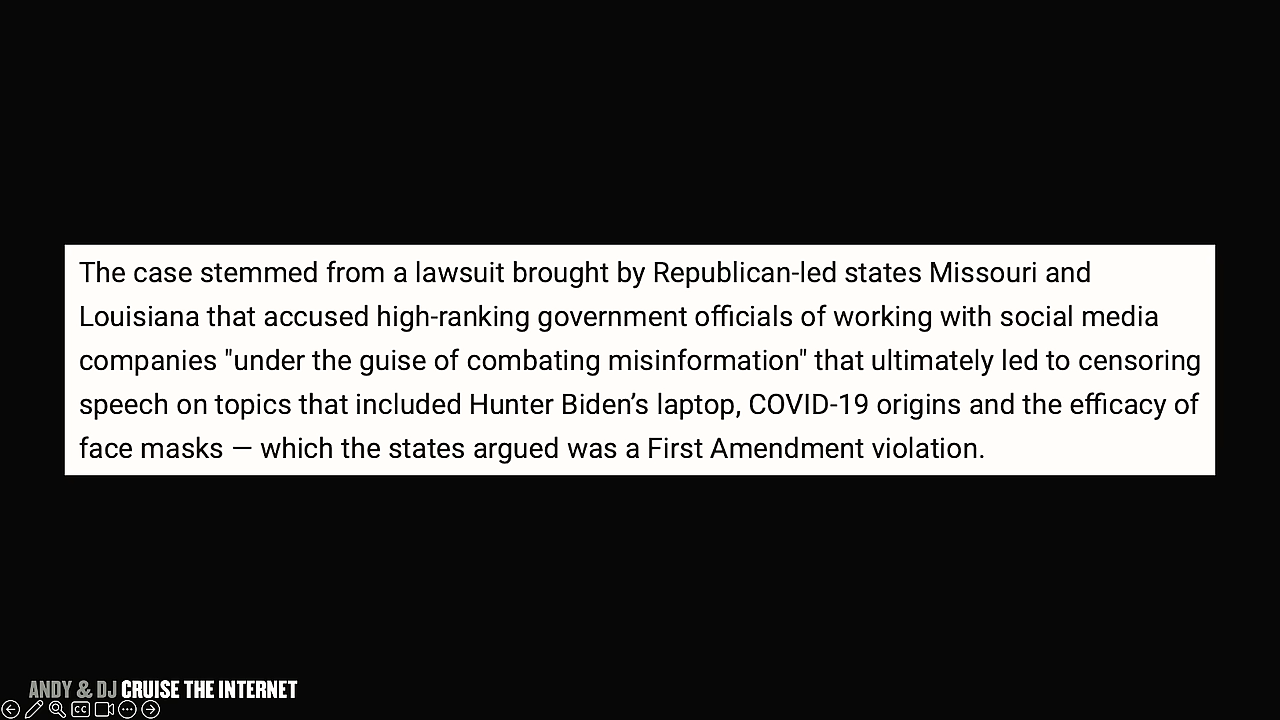 The case stemmed from a lawsuit brought by Republican-led states Missouri and
Louisiana that accused high-ranking government officials of working with social media
companies "under the guise of combating misinformation" that ultimately led to censoring
speech on topics that included Hunter Biden’s laptop, COVID-19 origins and the efficacy of
face masks — which the states argued was a First Amendment violation.
ANDY & DJ CRUISE THE INTERNET
CC